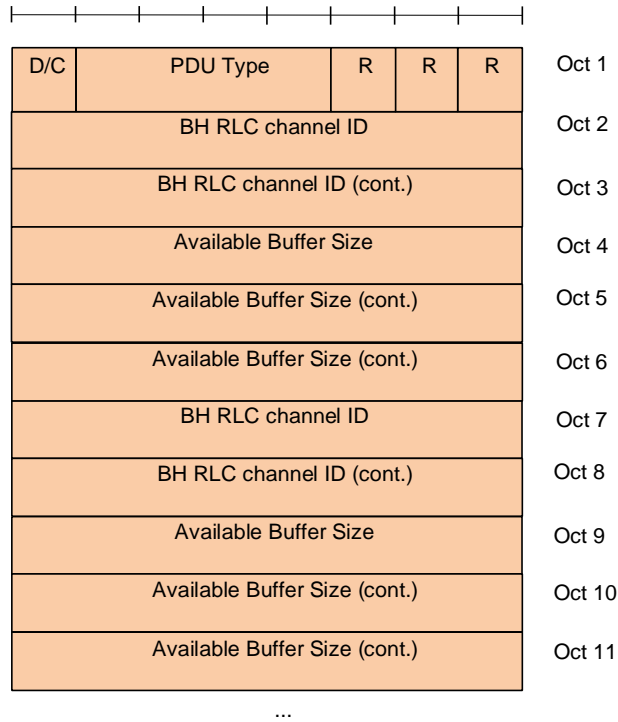 D/C PDU Type R R R Oct 1
BH RLC channel ID Oct 2
BH RLC channel ID (cont.) Oct 3
Available Buffer Size Oct 4
Available Buffer Size (cont.) Oct 5
Available Buffer Size (cont.) Oct 6
BH RLC channel ID Oct 7
BH RLC channel ID (cont.) Oct 8
Available Buffer Size Oct 9
Available Buffer Size (cont.) Oct 10
Available Buffer Size (cont.) Oct 11
...